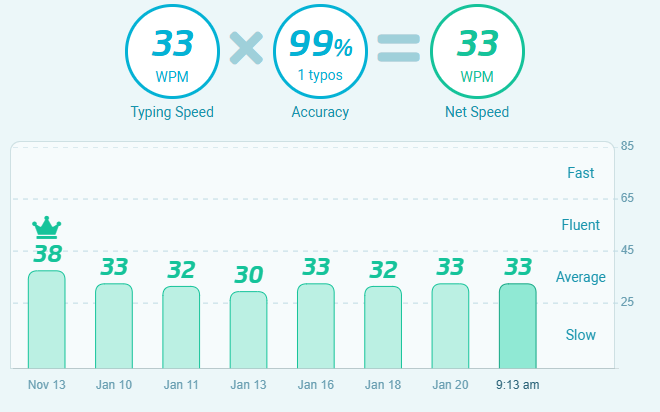 33
WPM
Typing Speed
99%
1 typos
Accuracy
33
WPM
Net Speed
85
Fast
65
Fluent
45
Average
25
Slow
38
33
32
30
33
32
33
33
Nov 13
Jan 10
Jan 11
Jan 13
Jan 16
Jan 18
Jan 20
9:13 am